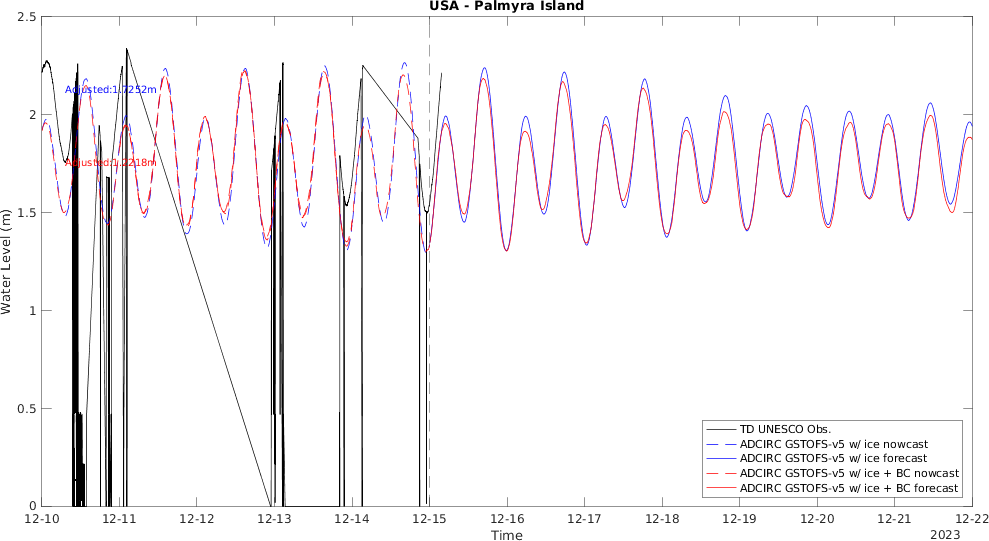 USA - Palmyra Island
2.5
2
1.5
1
0.5
0
Water Level (m)
Adjusted:1.7252m
Adjusted:1.7218m
TD UNESCO Obs.
ADCIRC GSTOFS-v5 w/ ice nowcast
ADCIRC GSTOFS-v5 w/ ice forecast
ADCIRC GSTOFS-v5 w/ ice + BC nowcast
ADCIRC GSTOFS-v5 w/ ice + BC forecast
12-10 12-11 12-12 12-13 12-14 12-15 12-16 12-17 12-18 12-19 12-20 12-21 12-22
Time
2023